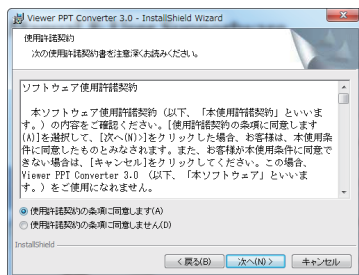 Viewer PPT Converter 3.0 - InstallShield Wizard
使用許諾契約
次の使用許諾契約書を注意深くお読みください。
ソフトウェア使用許諾契約
本ソフトウェア使用許諾契約（以下、「本使用許諾契約」といいま
す。）の内容をご確認ください。[使用許諾契約の条項に同意します
(A)]を選択して、[次へ(N)>]をクリックした場合、お客様は、本使用条
件に同意したものとみなされます。また、お客様が本使用条件に同意で
きない場合は、[キャンセル]をクリックしてください。この場合、
Viewer PPT Converter 3.0 （以下、「本ソフトウェア」といいま
す。）をご使用になれません。
使用許諾契約の条項に同意します(A)
使用許諾契約の条項に同意しません(D)
InstallShield
< 戻る(B)
次へ(N) >
キャンセル